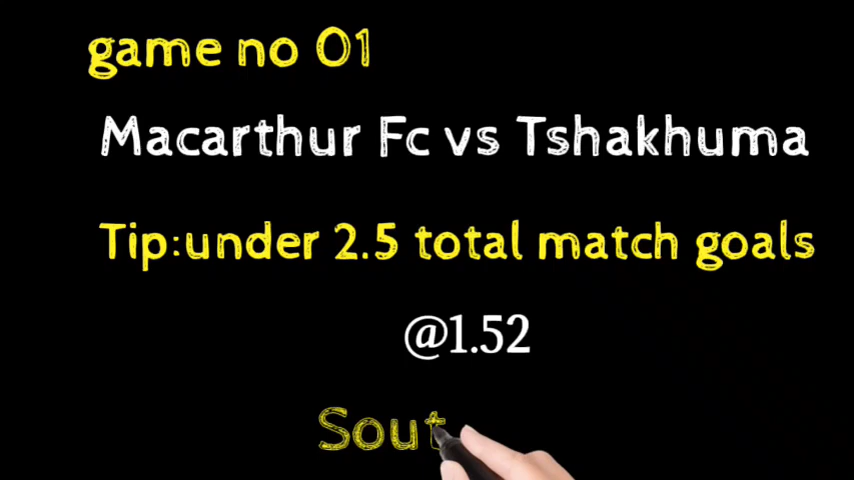 game no 01
Macarthur Fc vs Tshakhuma
Tip:under 2.5 total match goals
@1.52
Sout